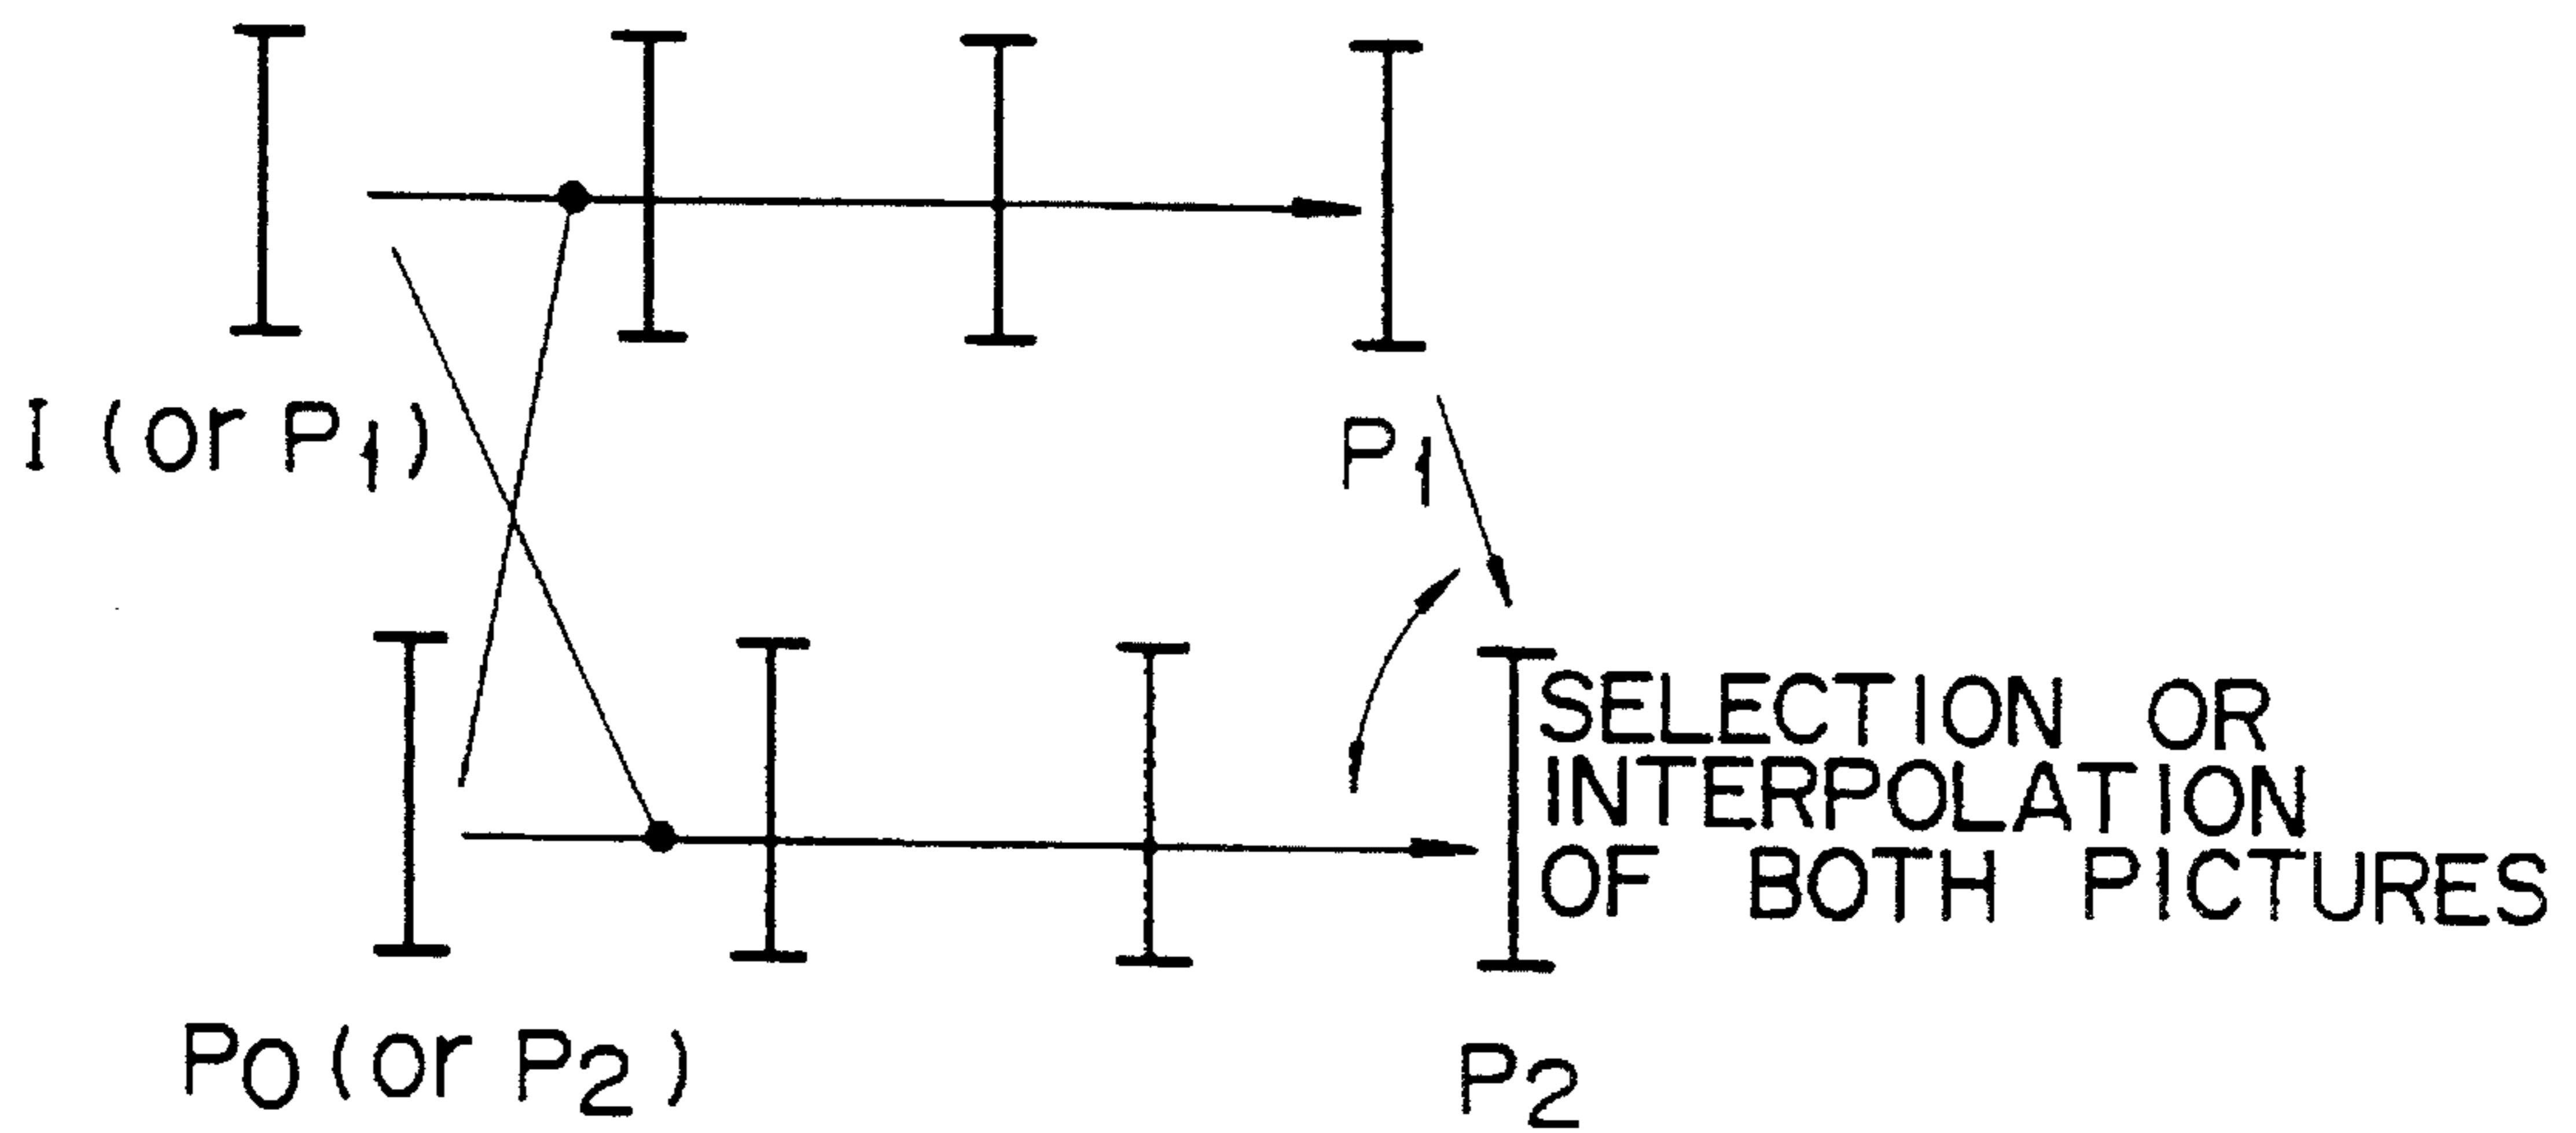 I (or P1)
P1
SELECTION OR
INTERPOLATION
OF BOTH PICTURES
P0 (or P2)
P2